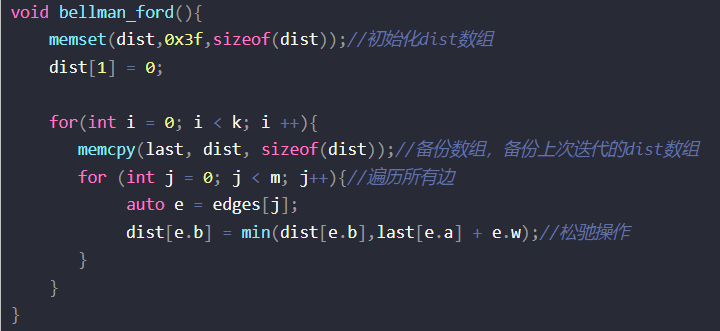 void bellman_ford(){
    memset(dist,0x3f,sizeof(dist));//初始化dist数组
    dist[1] = 0;

    for(int i = 0; i < k; i ++){
        memcpy(last, dist, sizeof(dist));//备份数组，备份上次迭代的dist数组
        for (int j = 0; j < m; j++){//遍历所有边
            auto e = edges[j];
            dist[e.b] = min(dist[e.b],last[e.a] + e.w);//松驰操作
        }
    }
}